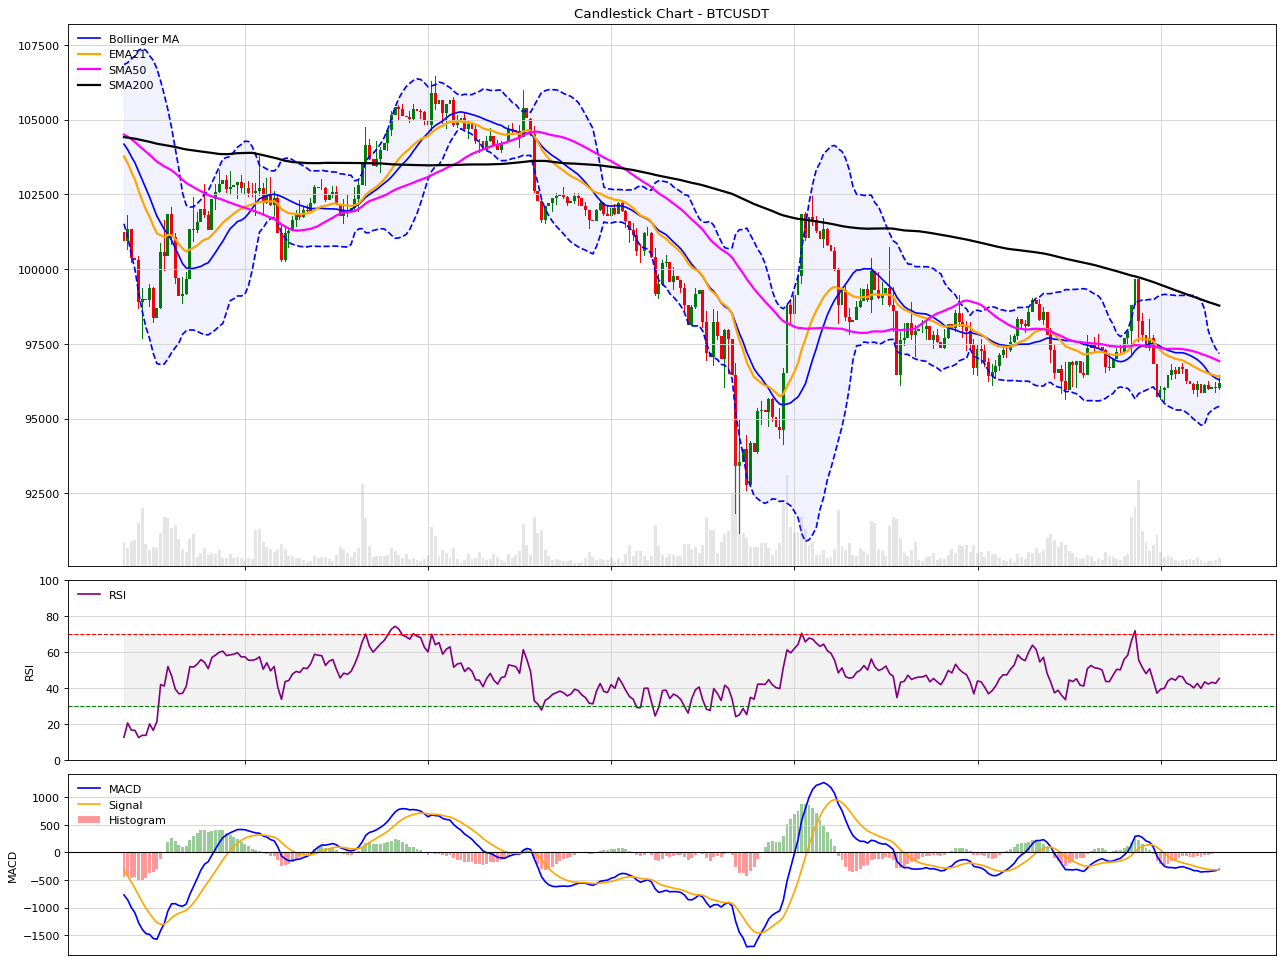 Candlestick Chart - BTCUSDT
Bollinger MA
EMA21
SMA50
SMA200
107500
105000
102500
100000
97500
95000
92500
RSI
RSI
100
80
60
40
20
0
MACD
Signal
Histogram
MACD
1000
500
0
−500
−1000
−1500